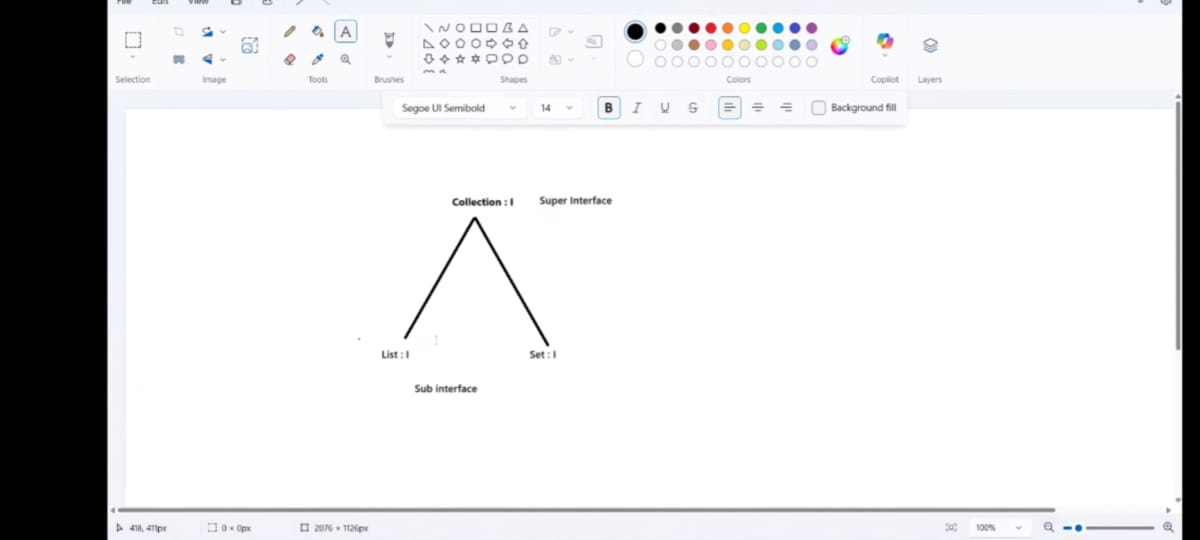 File Edit View
A
Selection Image Tools Brushes Shapes Colors Copilot Layers
Segoe UI Semibold 14 B I U S Background fill
Collection : I Super Interface
List : I Set : I
Sub interface
418, 411px 0 × 0px 2076 × 1126px 100%